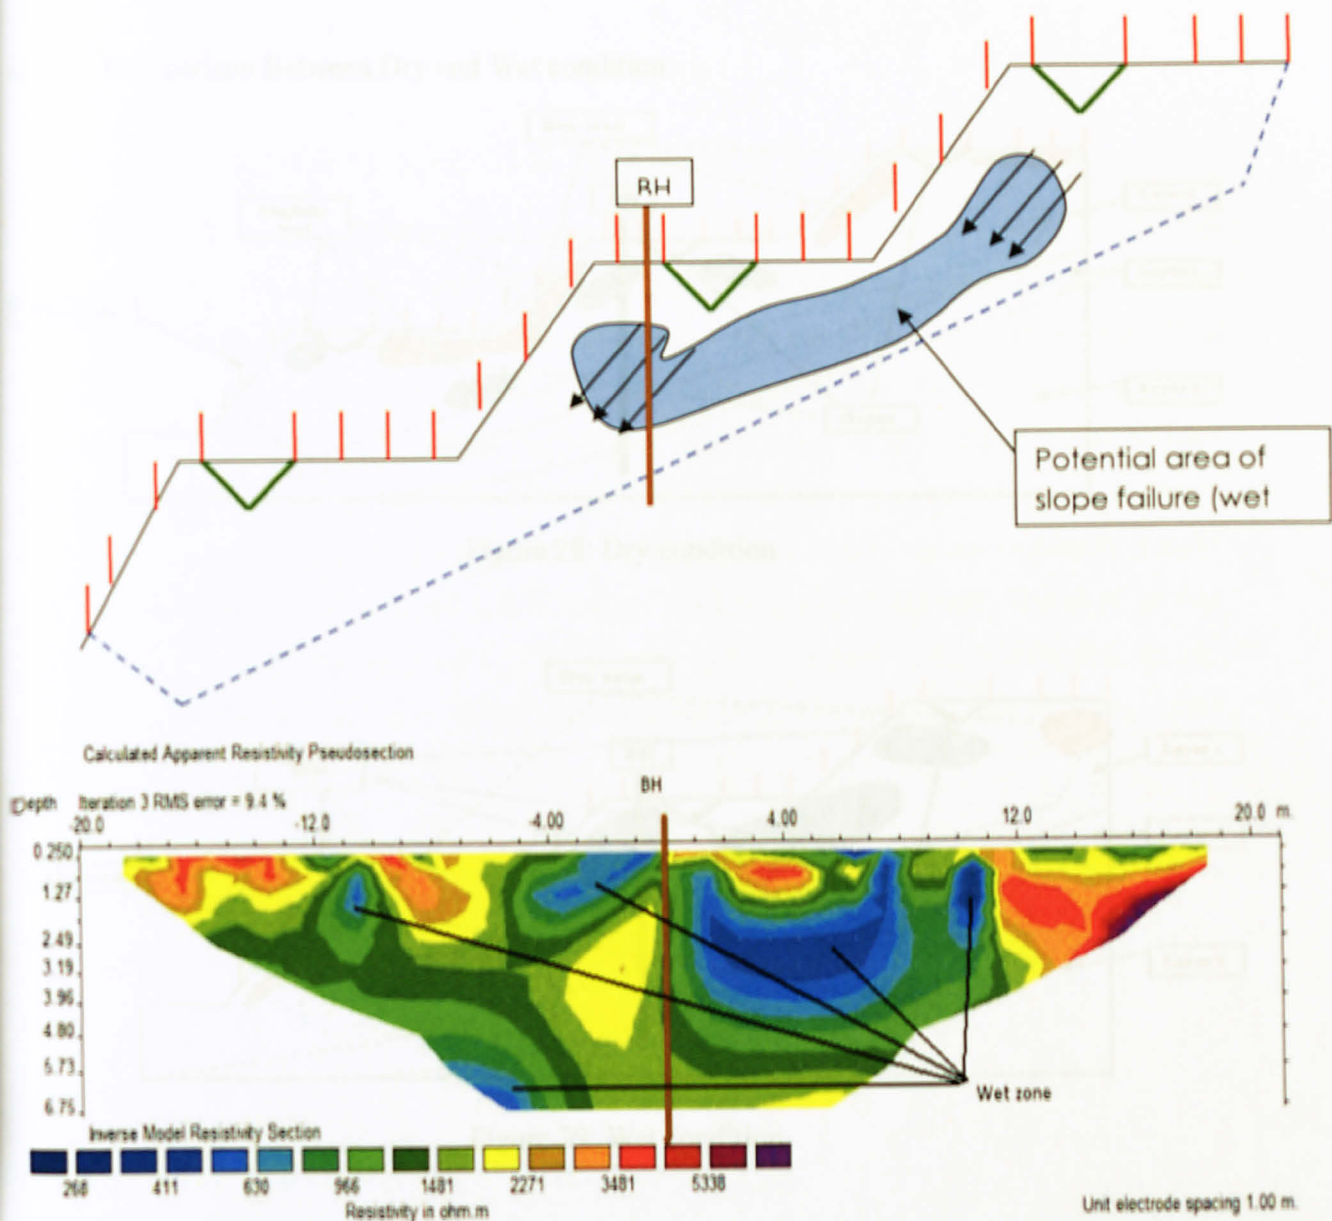 BH
Potential area of
slope failure (wet
Calculated Apparent Resistivity Pseudosection
BH
Depth Iteration 3 RMS error = 9.4 %
-20.0 -12.0 -4.00 4.00 12.0 20.0 m.
0.250
1.27
2.49
3.19
3.96
4.80
5.73
6.75
Wet zone
Inverse Model Resistivity Section
268 411 630 966 1481 2271 3481 5338
Resistivity in ohm.m
Unit electrode spacing 1.00 m.